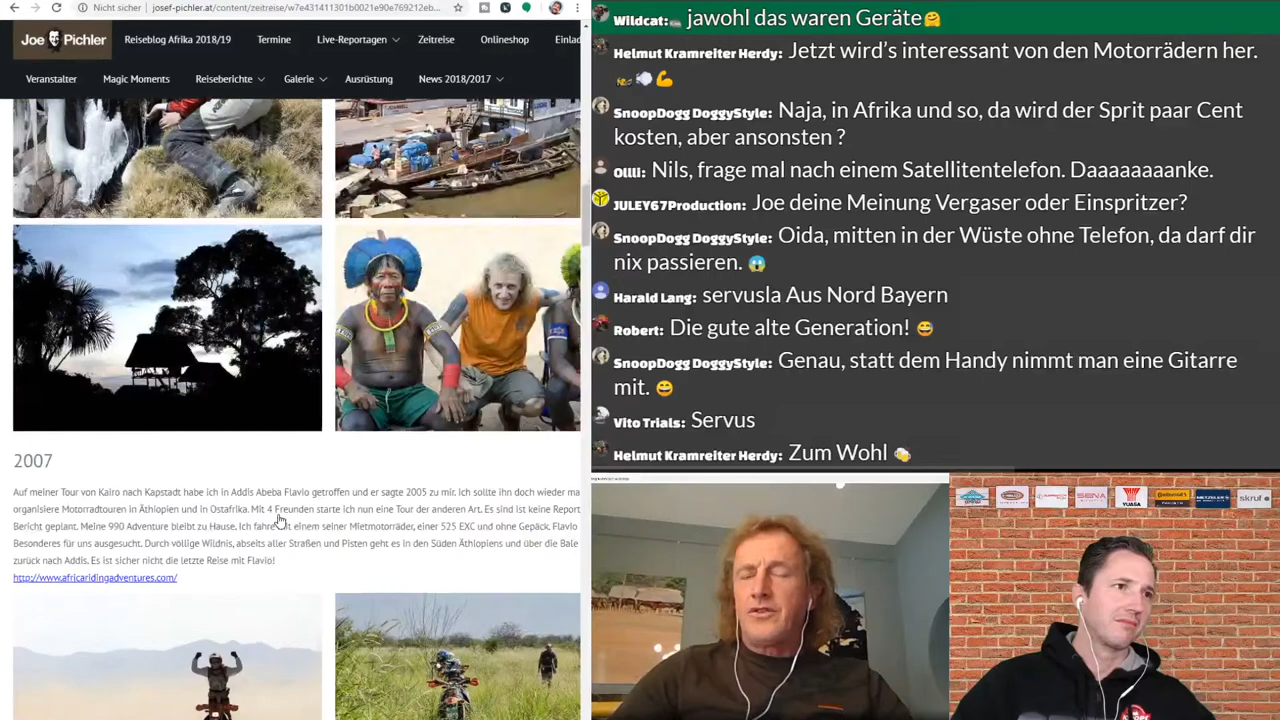 Nicht sicher | josef-pichler.at/content/zeitreise/w7e431411301b0021e90e769212eb...
Joe Pichler
Reiseblog Afrika 2018/19
Termine
Live-Reportagen
Zeitreise
Onlineshop
Einlad
Veranstalter
Magic Moments
Reiseberichte
Galerie
Ausrüstung
News 2018/2017
2007
Auf meiner Tour von Kairo nach Kapstadt habe ich in Addis Abeba Flavio getroffen und er sagte 2005 zu mir. Ich sollte ihn doch wieder ma
organisiere Motorradtouren in Äthiopien und in Ostafrika. Mit 4 Freunden starte ich nun eine Tour der anderen Art. Es sind ist keine Report
Bericht geplant. Meine 990 Adventure bleibt zu Hause. Ich fahre mit einem seiner Mietmotorräder, einer 525 EXC und ohne Gepäck. Flavio
Besonderes für uns ausgesucht. Durch völlige Wildnis, abseits aller Straßen und Pisten geht es in den Süden Äthiopiens und über die Bale
zurück nach Addis. Es ist sicher nicht die letzte Reise mit Flavio!
http://www.africaridingadventures.com/
Wildcat: jawohl das waren Geräte🤗
Helmut Kramreiter Herdy: Jetzt wird's interessant von den Motorrädern her.
🏍💨💪
SnoopDogg DoggyStyle: Naja, in Afrika und so, da wird der Sprit paar Cent
kosten, aber ansonsten ?
Ollli: Nils, frage mal nach einem Satellitentelefon. Daaaaaaaanke.
JULEY67Production: Joe deine Meinung Vergaser oder Einspritzer?
SnoopDogg DoggyStyle: Oida, mitten in der Wüste ohne Telefon, da darf dir
nix passieren. 😱
Harald Lang: servusla Aus Nord Bayern
Robert: Die gute alte Generation! 😅
SnoopDogg DoggyStyle: Genau, statt dem Handy nimmt man eine Gitarre
mit. 😄
Vito Trials: Servus
Helmut Kramreiter Herdy: Zum Wohl 🍻
SENA
YUASA
METZELER
skruf